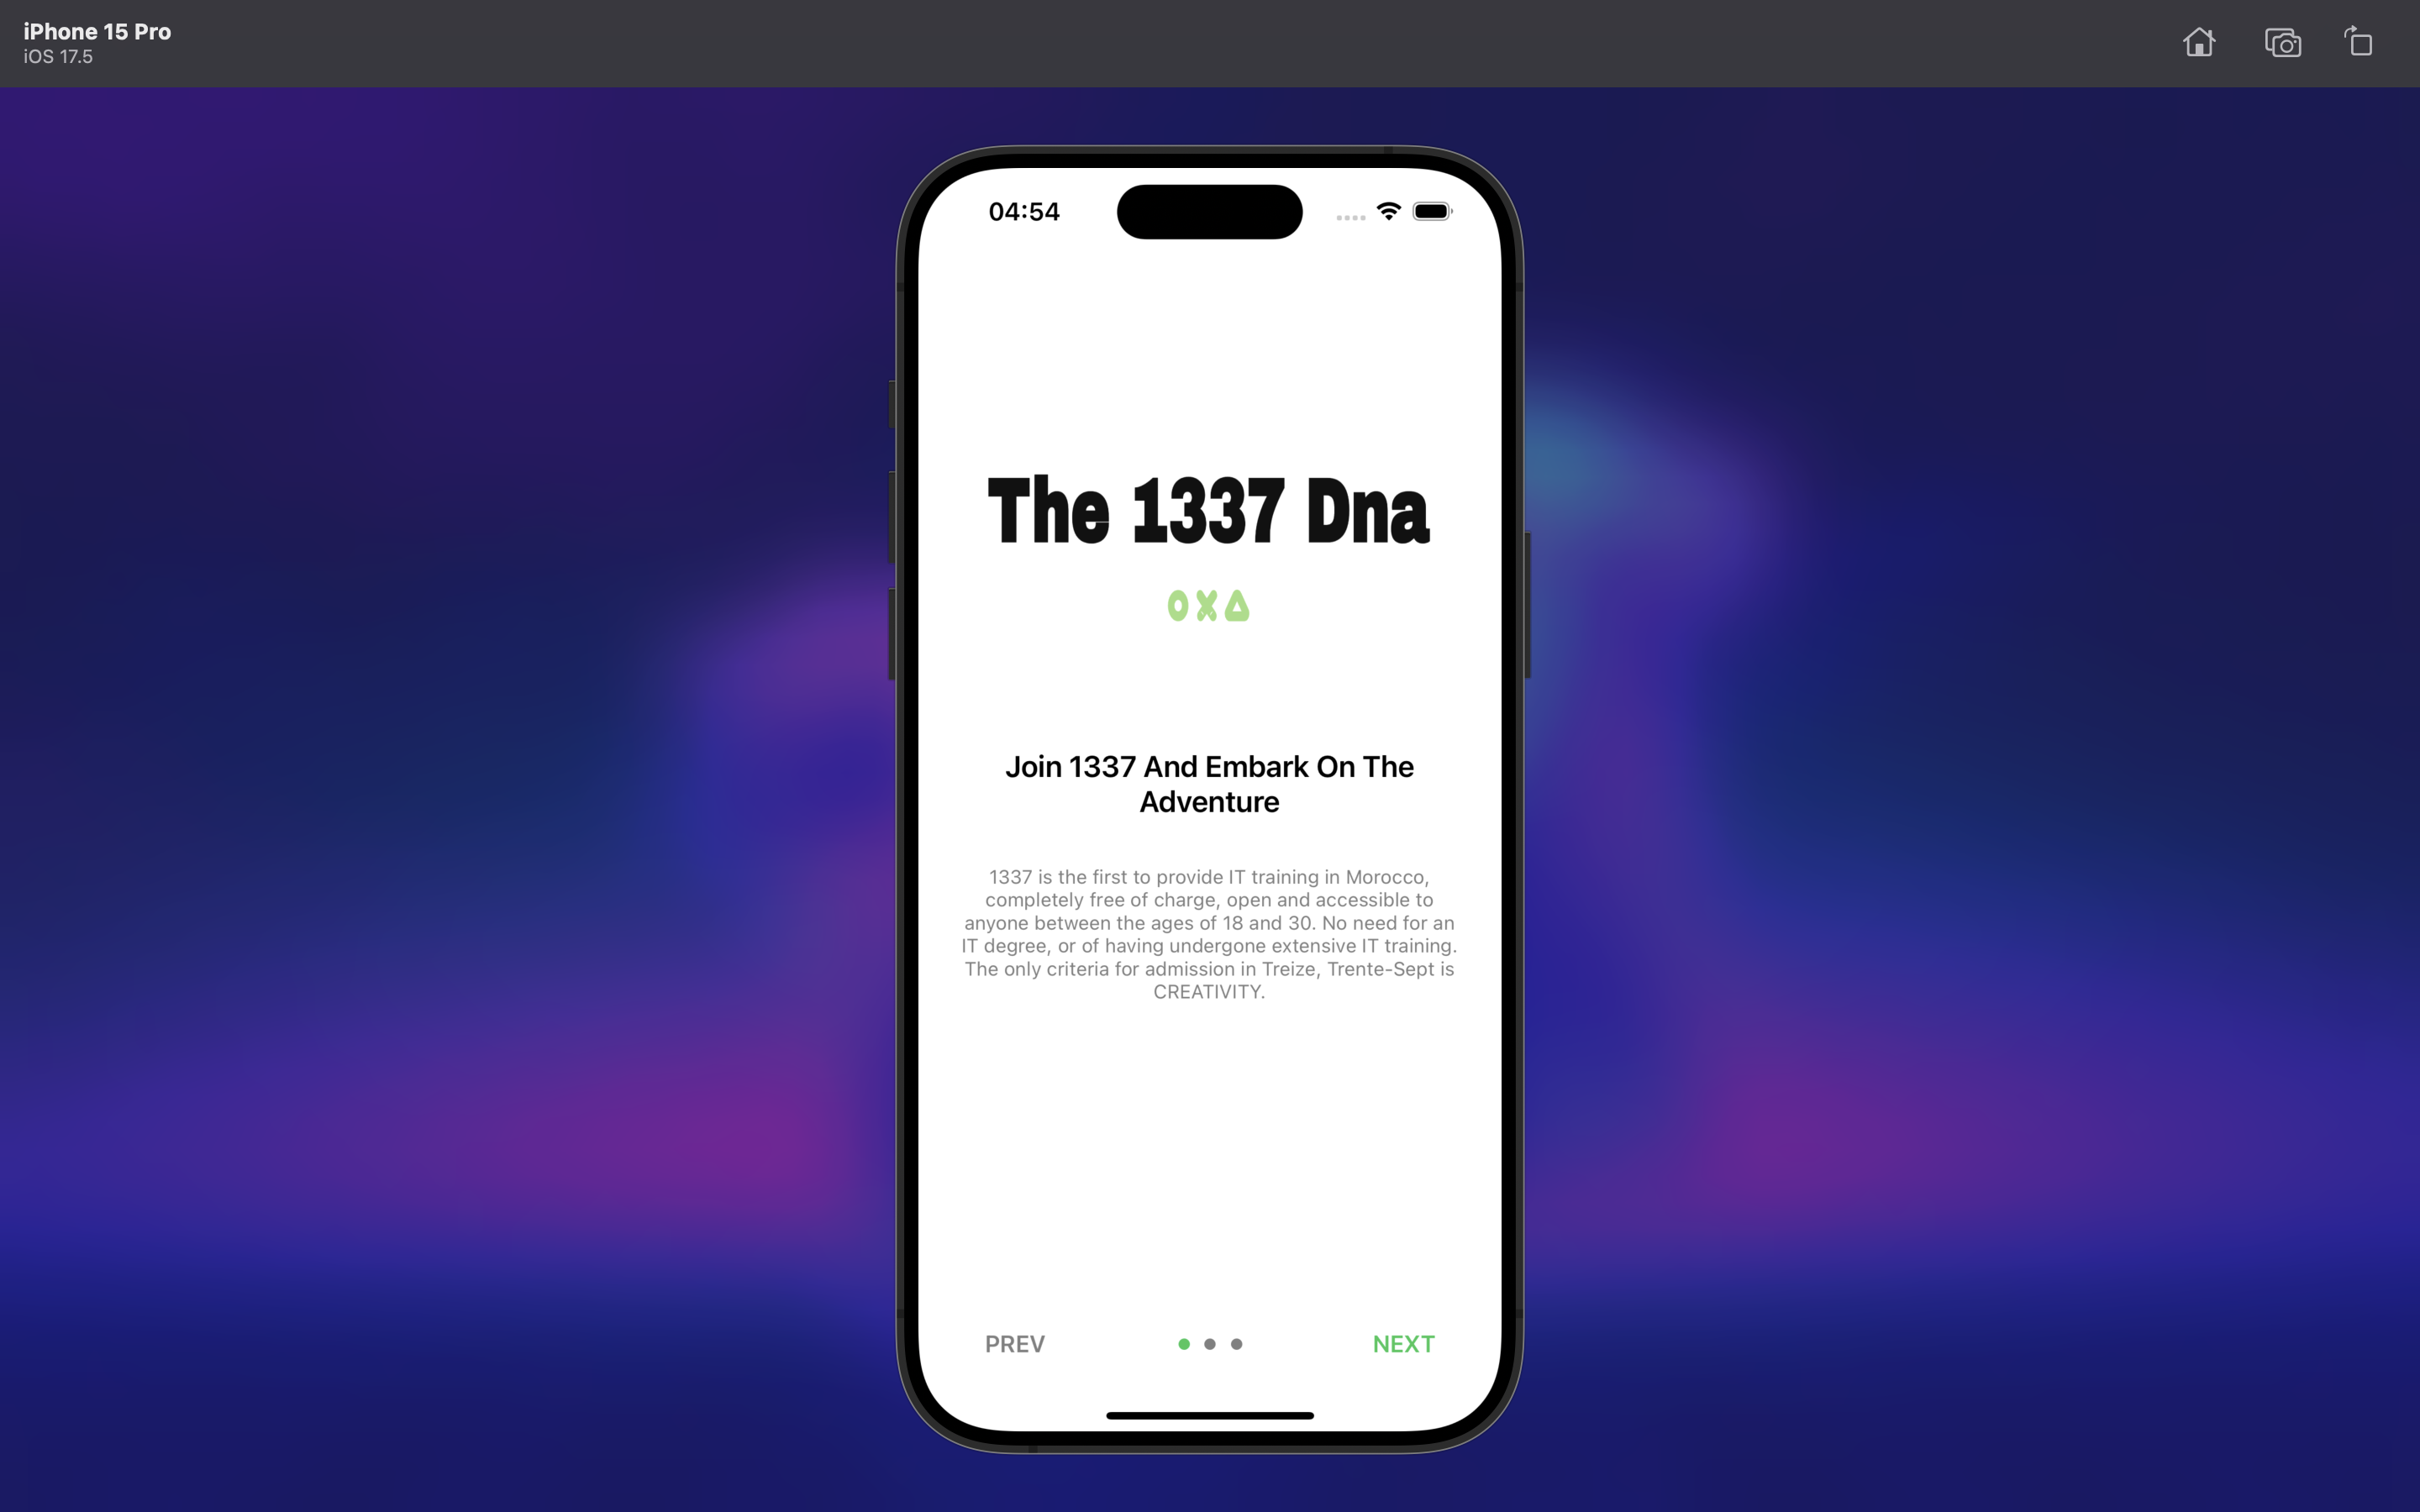 iPhone 15 Pro
iOS 17.5
04:54
The 1337 Dna
OXΔ
Join 1337 And Embark On The
Adventure
1337 is the first to provide IT training in Morocco,
completely free of charge, open and accessible to
anyone between the ages of 18 and 30. No need for an
IT degree, or of having undergone extensive IT training.
The only criteria for admission in Treize, Trente-Sept is
CREATIVITY.
PREV
NEXT